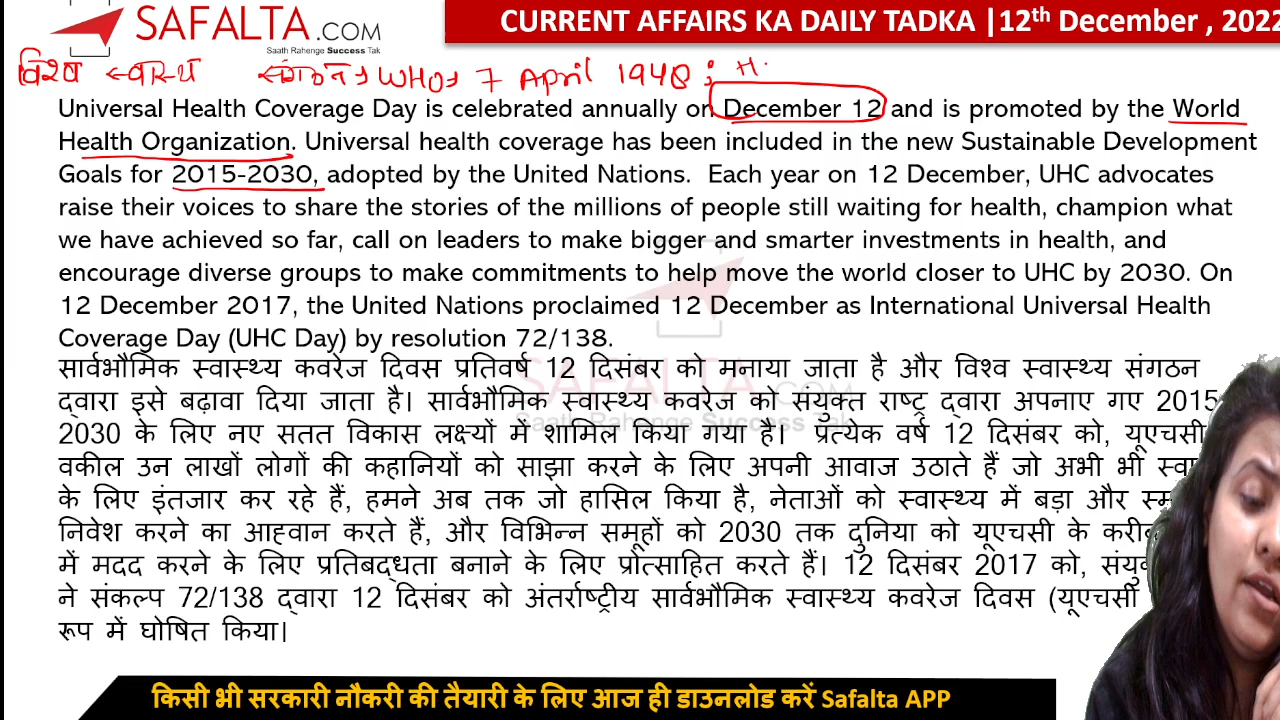 SAFALTA.COM
Saath Rahenge Success Tak
CURRENT AFFAIRS KA DAILY TADKA |12th December , 2022
विश्व स्वास्थ्य संगठन WHO 7 April 1948 ; H.
Universal Health Coverage Day is celebrated annually on December 12 and is promoted by the World
Health Organization. Universal health coverage has been included in the new Sustainable Development
Goals for 2015-2030, adopted by the United Nations. Each year on 12 December, UHC advocates
raise their voices to share the stories of the millions of people still waiting for health, champion what
we have achieved so far, call on leaders to make bigger and smarter investments in health, and
encourage diverse groups to make commitments to help move the world closer to UHC by 2030. On
12 December 2017, the United Nations proclaimed 12 December as International Universal Health
Coverage Day (UHC Day) by resolution 72/138.
सार्वभौमिक स्वास्थ्य कवरेज दिवस प्रतिवर्ष 12 दिसंबर को मनाया जाता है और विश्व स्वास्थ्य संगठन
द्वारा इसे बढ़ावा दिया जाता है। सार्वभौमिक स्वास्थ्य कवरेज को संयुक्त राष्ट्र द्वारा अपनाए गए 2015
2030 के लिए नए सतत विकास लक्ष्यों में शामिल किया गया है। प्रत्येक वर्ष 12 दिसंबर को, यूएचसी
वकील उन लाखों लोगों की कहानियों को साझा करने के लिए अपनी आवाज उठाते हैं जो अभी भी
के लिए इंतजार कर रहे हैं, हमने अब तक जो हासिल किया है, नेताओं को स्वास्थ्य में बड़ा और
निवेश करने का आह्वान करते हैं, और विभिन्न समूहों को 2030 तक दुनिया को यूएचसी के
में मदद करने के लिए प्रतिबद्धता बनाने के लिए प्रोत्साहित करते हैं। 12 दिसंबर 2017 को,
ने संकल्प 72/138 द्वारा 12 दिसंबर को अंतर्राष्ट्रीय सार्वभौमिक स्वास्थ्य कवरेज दिवस (यूएचसी
रूप में घोषित किया।
किसी भी सरकारी नौकरी की तैयारी के लिए आज ही डाउनलोड करें Safalta APP